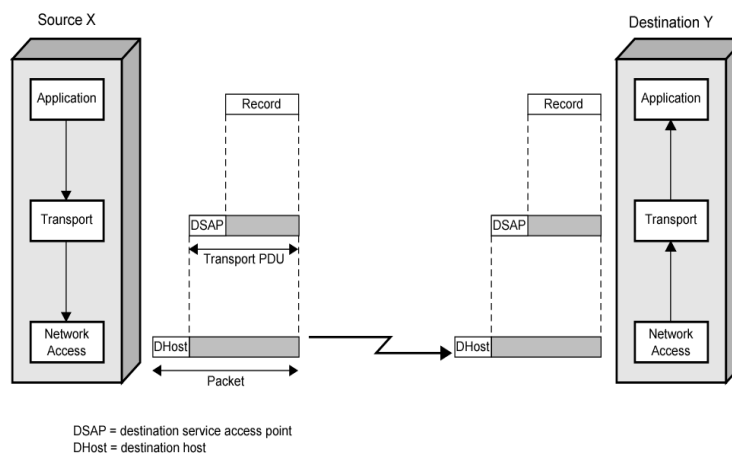 Source X
Destination Y
Application
Record
Record
Application
Transport
DSAP
Transport PDU
DSAP
Transport
Network
Access
DHost
Packet
DHost
Network
Access
DSAP = destination service access point
DHost = destination host